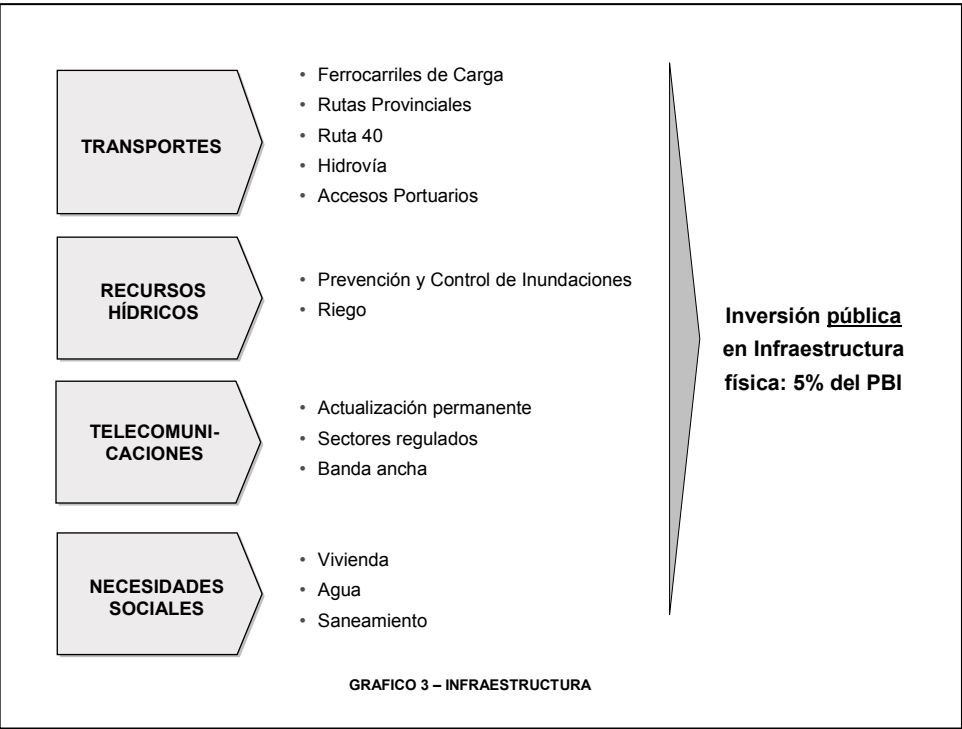 TRANSPORTES
• Ferrocarriles de Carga
• Rutas Provinciales
• Ruta 40
• Hidrovía
• Accesos Portuarios
RECURSOS
HÍDRICOS
• Prevención y Control de Inundaciones
• Riego
TELECOMUNI-
CACIONES
• Actualización permanente
• Sectores regulados
• Banda ancha
NECESIDADES
SOCIALES
• Vivienda
• Agua
• Saneamiento
Inversión pública
en Infraestructura
física: 5% del PBI
GRAFICO 3 – INFRAESTRUCTURA